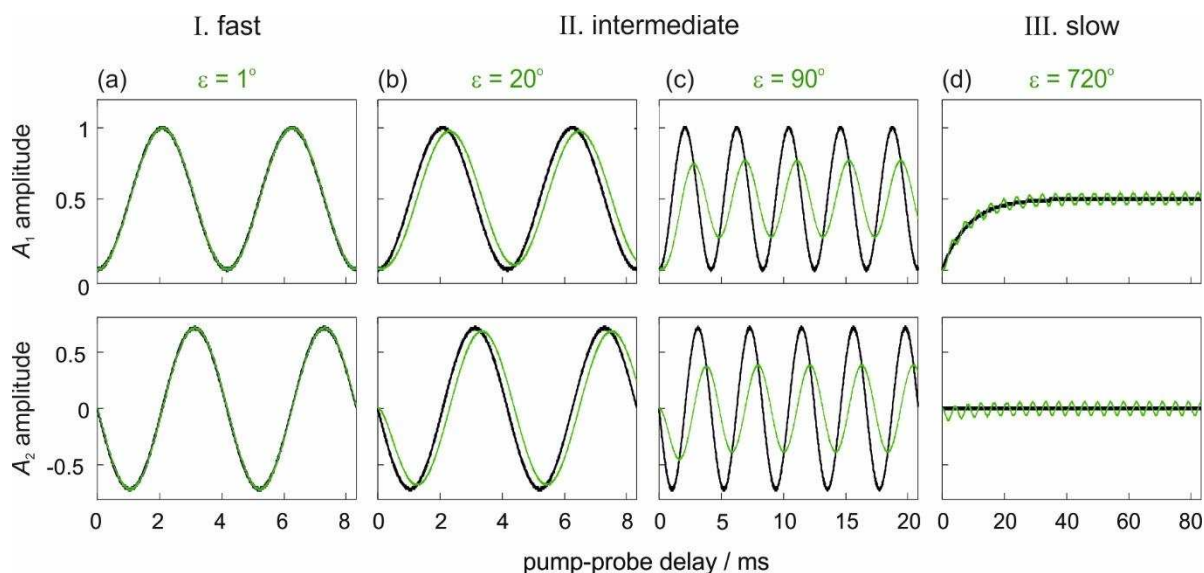 I. fast
II. intermediate
III. slow
(a) ε = 1°
(b) ε = 20°
(c) ε = 90°
(d) ε = 720°
A1 amplitude
1
0.5
0
A2 amplitude
0.5
0
-0.5
0 2 4 6 8
0 2 4 6 8
0 5 10 15 20
0 20 40 60 80
pump-probe delay / ms